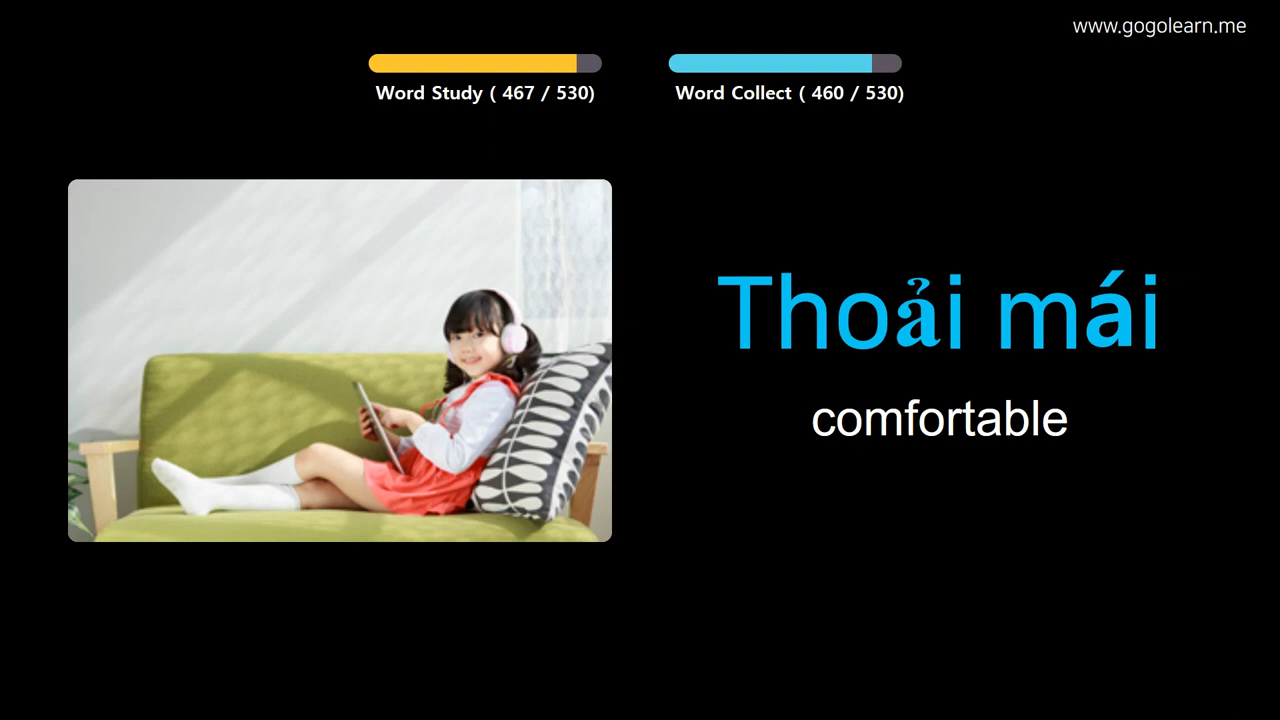 www.gogolearn.me
Word Study ( 467 / 530)
Word Collect ( 460 / 530)
Thoải mái
comfortable